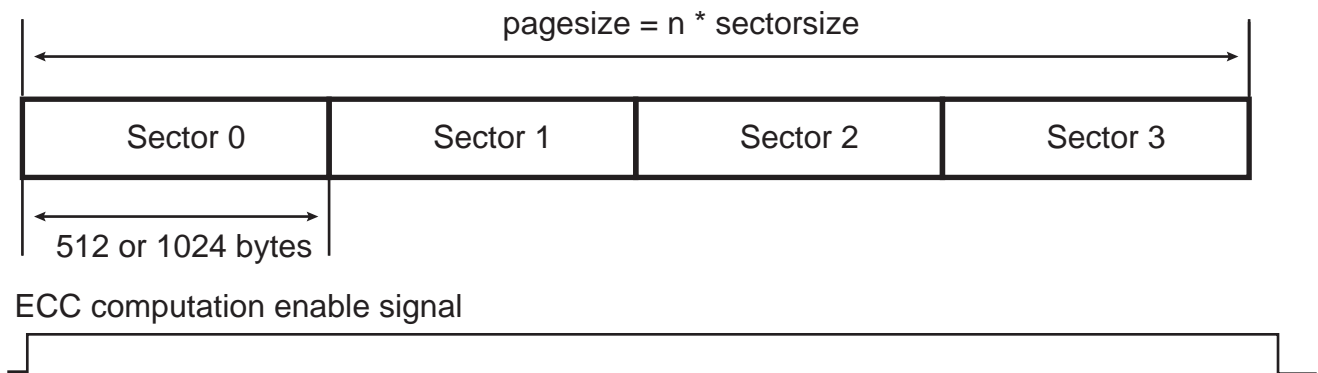 pagesize = n * sectorsize
Sector 0 Sector 1 Sector 2 Sector 3
512 or 1024 bytes
ECC computation enable signal